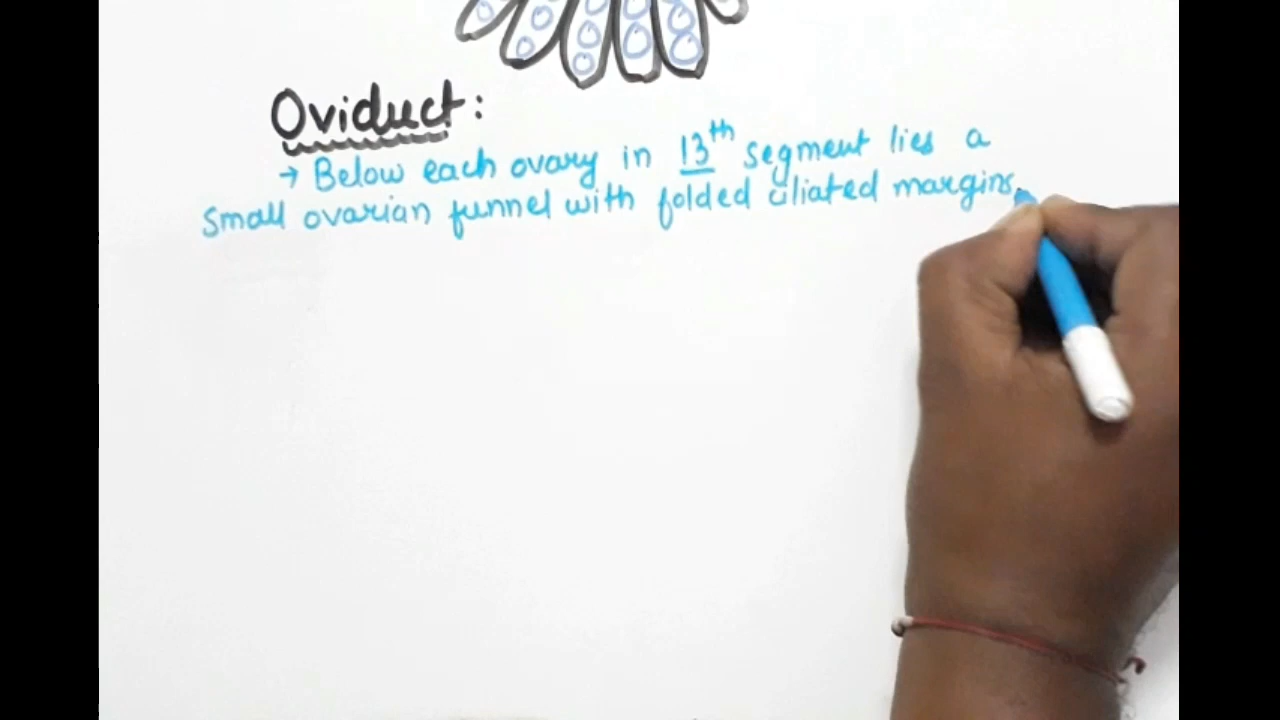 Oviduct:
→ Below each ovary in 13th segment lies a
small ovarian funnel with folded ciliated margins.